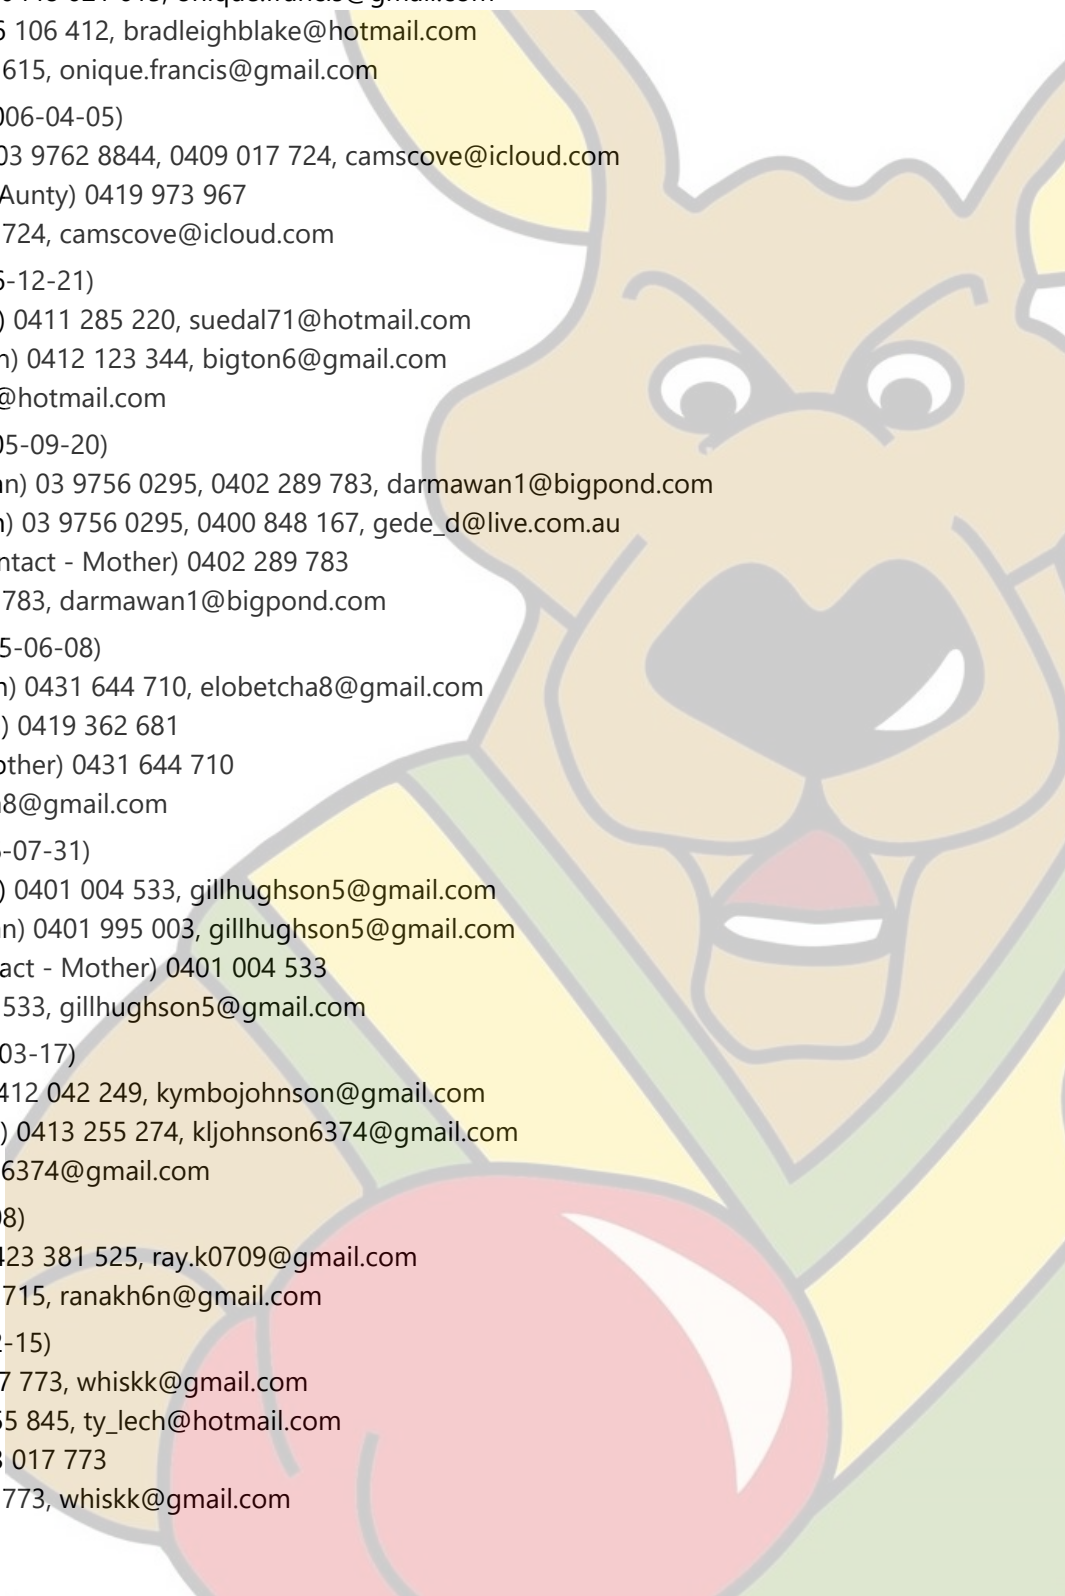 6 106 412, bradleighblake@hotmail.com
615, onique.francis@gmail.com
006-04-05)
03 9762 8844, 0409 017 724, camscove@icloud.com
Aunty) 0419 973 967
724, camscove@icloud.com
-12-21)
) 0411 285 220, suedal71@hotmail.com
) 0412 123 344, bigton6@gmail.com
@hotmail.com
05-09-20)
n) 03 9756 0295, 0402 289 783, darmawan1@bigpond.com
) 03 9756 0295, 0400 848 167, gede_d@live.com.au
ntact - Mother) 0402 289 783
783, darmawan1@bigpond.com
5-06-08)
) 0431 644 710, elobetcha8@gmail.com
) 0419 362 681
other) 0431 644 710
a8@gmail.com
-07-31)
) 0401 004 533, gillhughson5@gmail.com
n) 0401 995 003, gillhughson5@gmail.com
act - Mother) 0401 004 533
533, gillhughson5@gmail.com
03-17)
412 042 249, kymbojohnson@gmail.com
) 0413 255 274, kljohnson6374@gmail.com
6374@gmail.com
08)
423 381 525, ray.k0709@gmail.com
715, ranakh6n@gmail.com
-15)
7 773, whiskk@gmail.com
55 845, ty_lech@hotmail.com
017 773
773, whiskk@gmail.com